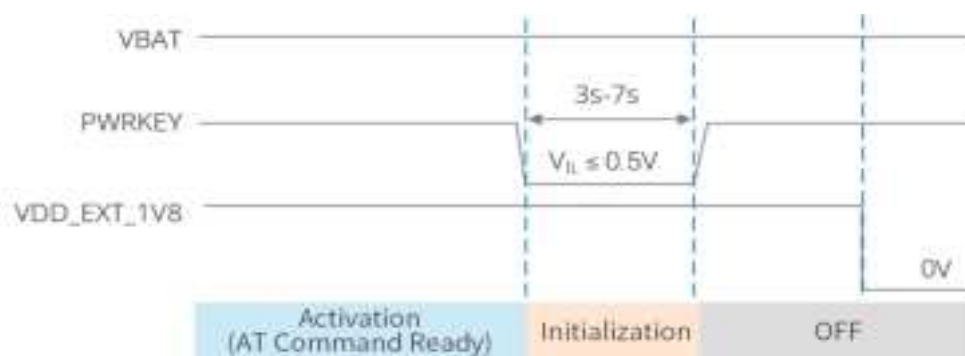 VBAT
3s-7s
PWRKEY
V_IL ≤ 0.5V
VDD_EXT_1V8
0V
Activation
(AT Command Ready)
Initialization
OFF